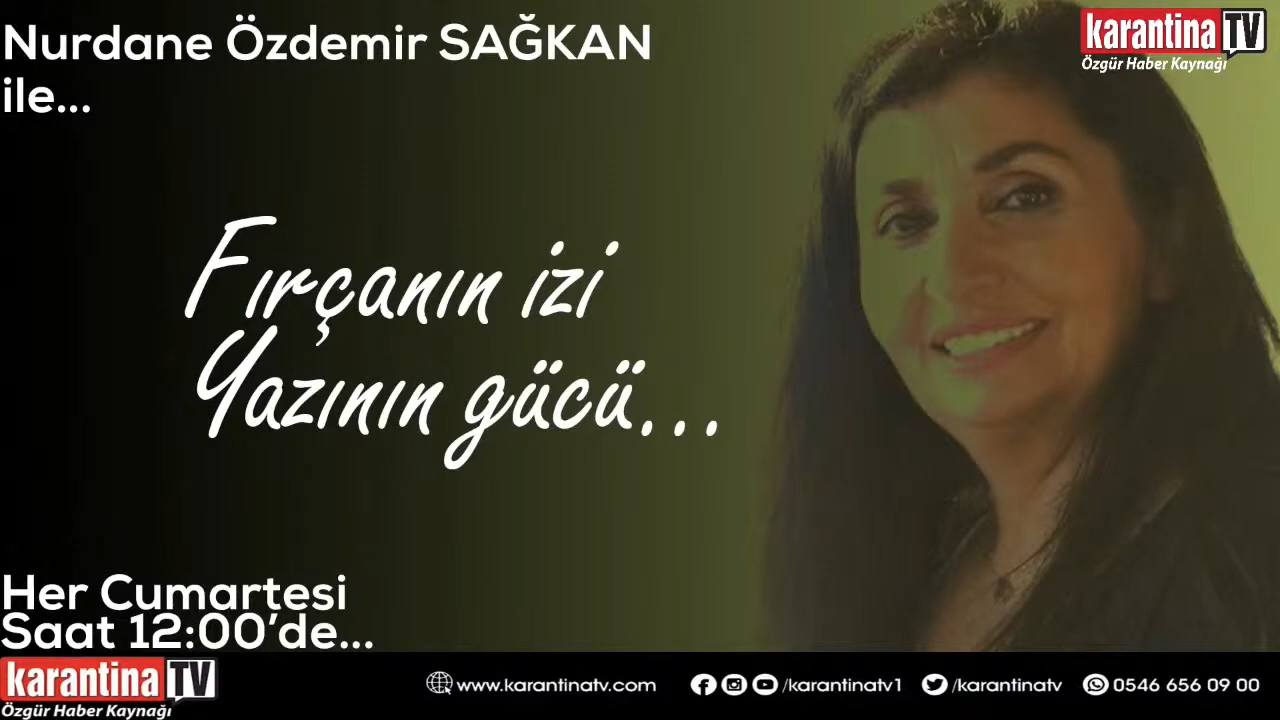 Nurdane Özdemir SAĞKAN
ile...
karantina TV
Özgür Haber Kaynağı
Fırçanın izi
Yazının gücü...
Her Cumartesi
Saat 12:00'de...
karantina TV
Özgür Haber Kaynağı
www.karantinatv.com /karantinatv1 /karantinatv 0546 656 09 00